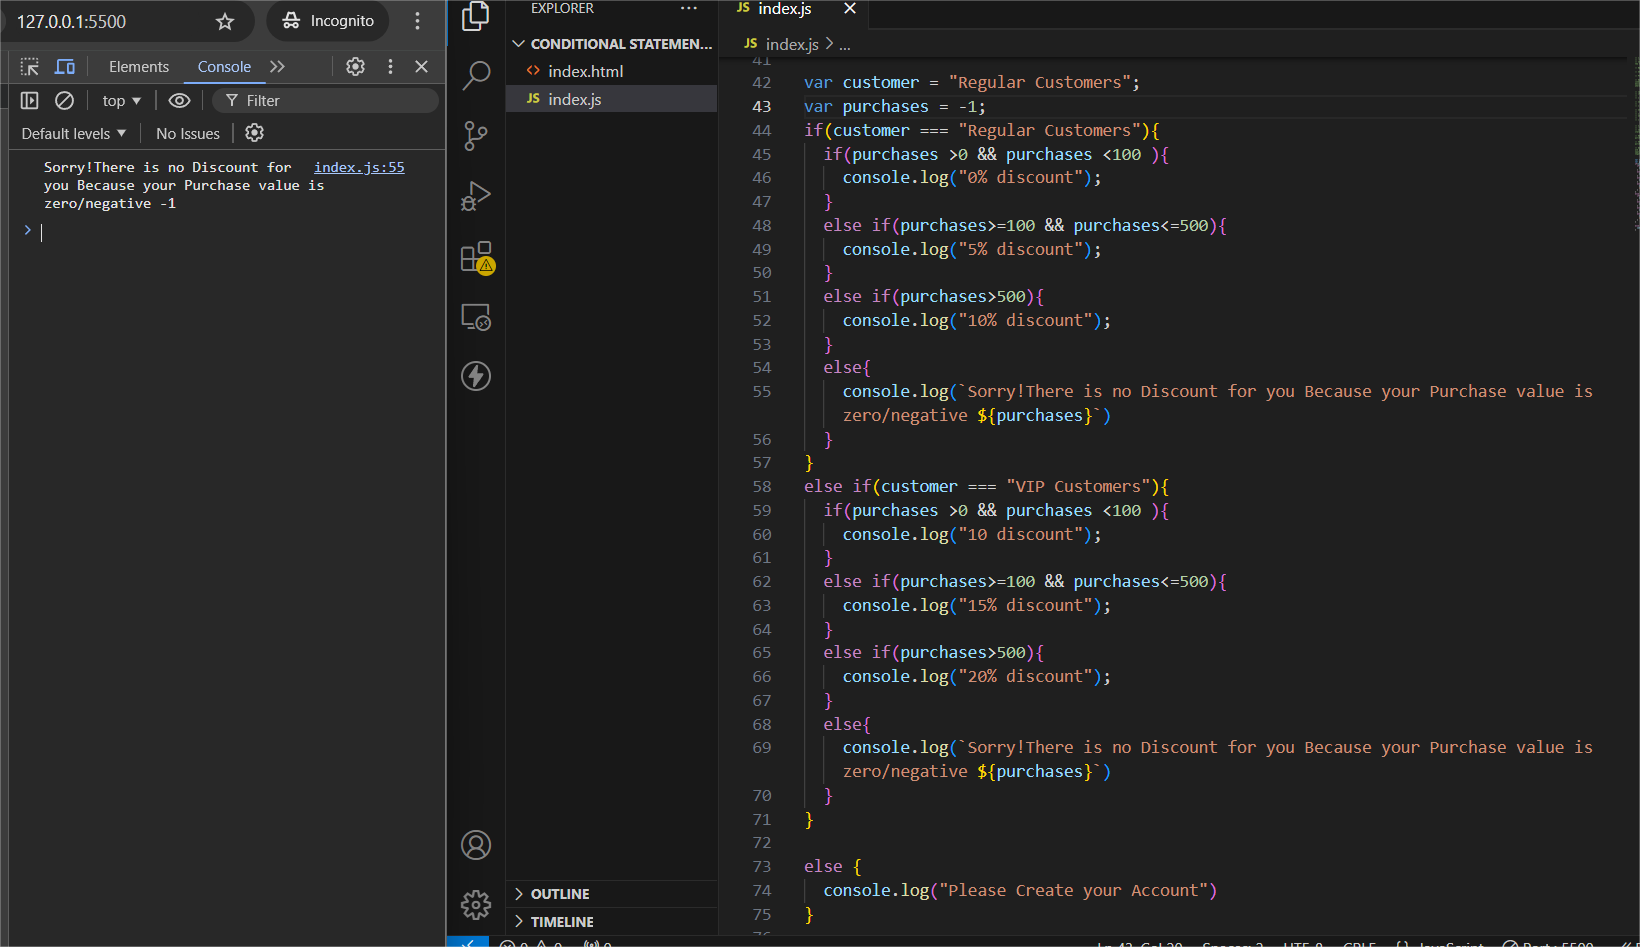 127.0.0.1:5500
Incognito
Elements
Console
top
Filter
Default levels
No Issues
Sorry!There is no Discount for index.js:55
you Because your Purchase value is
zero/negative -1
EXPLORER
CONDITIONAL STATEMEN...
index.html
JS index.js
OUTLINE
TIMELINE
JS index.js
JS index.js > ...
41
42 var customer = "Regular Customers";
43 var purchases = -1;
44 if(customer === "Regular Customers"){
45 if(purchases >0 && purchases <100 ){
46 console.log("0% discount");
47 }
48 else if(purchases>=100 && purchases<=500){
49 console.log("5% discount");
50 }
51 else if(purchases>500){
52 console.log("10% discount");
53 }
54 else{
55 console.log(`Sorry!There is no Discount for you Because your Purchase value is
zero/negative ${purchases}`)
56 }
57 }
58 else if(customer === "VIP Customers"){
59 if(purchases >0 && purchases <100 ){
60 console.log("10 discount");
61 }
62 else if(purchases>=100 && purchases<=500){
63 console.log("15% discount");
64 }
65 else if(purchases>500){
66 console.log("20% discount");
67 }
68 else{
69 console.log(`Sorry!There is no Discount for you Because your Purchase value is
zero/negative ${purchases}`)
70 }
71 }
72
73 else {
74 console.log("Please Create your Account")
75 }